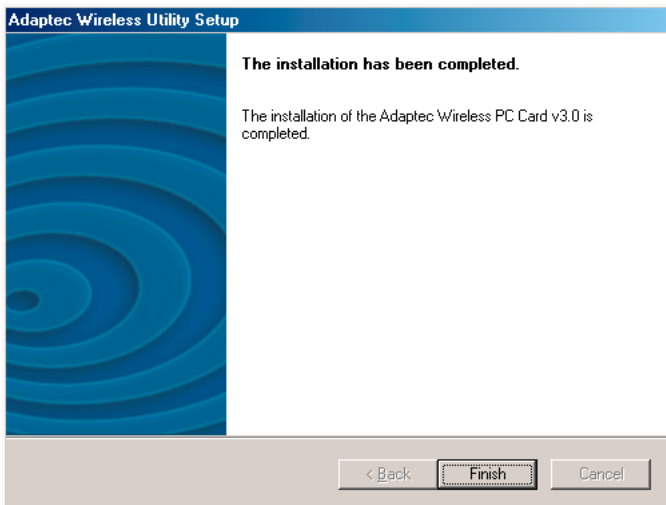 Adaptec Wireless Utility Setup
The installation has been completed.
The installation of the Adaptec Wireless PC Card v3.0 is
completed.
< Back Finish Cancel